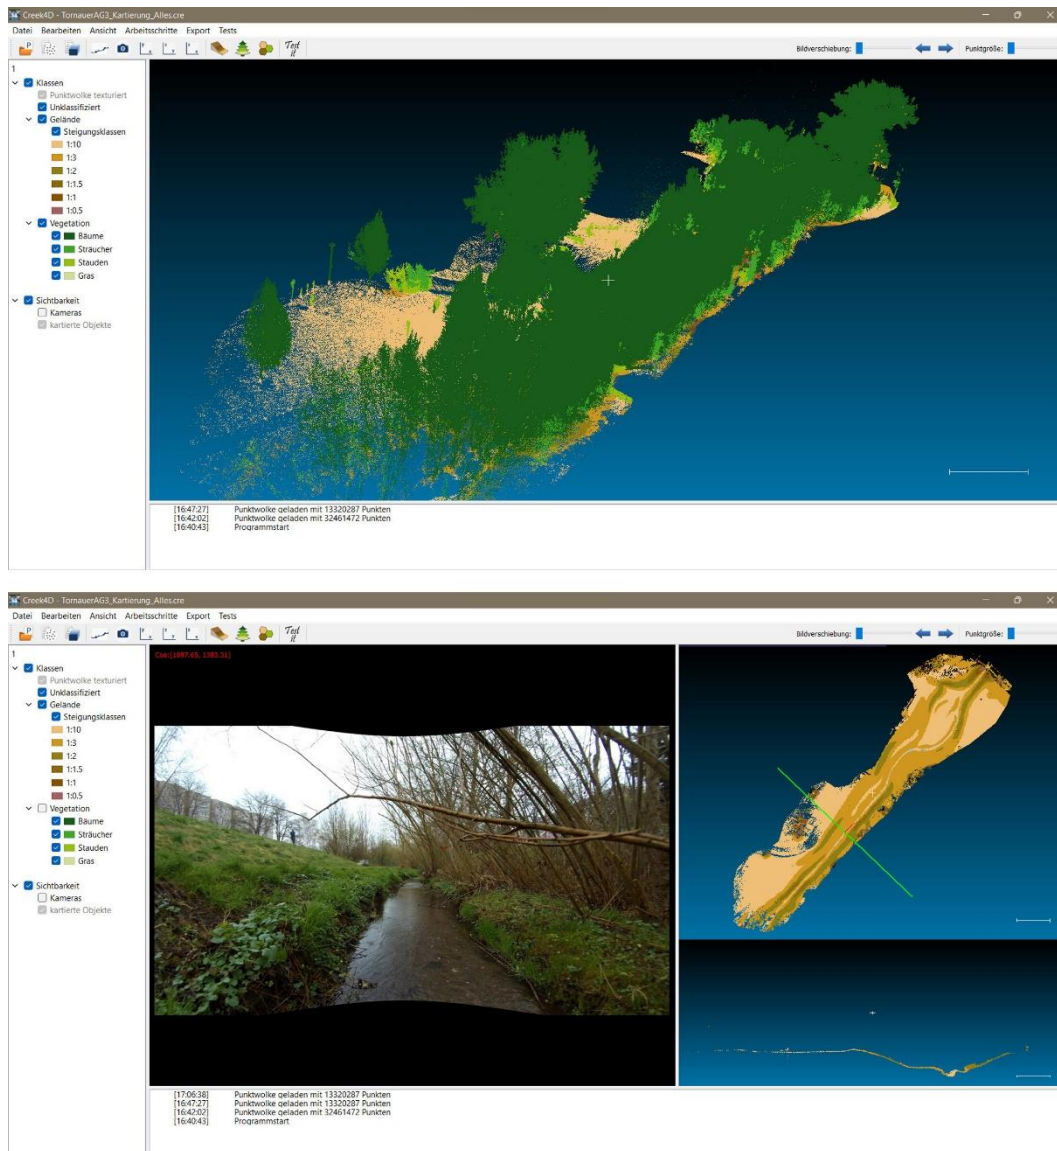 Creek4D - TornauerAG3_Kartierung_Alles.cre
Datei Bearbeiten Ansicht Arbeitsschritte Export Tests
Test it Bildverschiebung: Punktgröße:
1
Klassen
Punktwolke texturiert
Unklassifiziert
Gelände
Steigungsklassen
1:10
1:3
1:2
1:1.5
1:1
1:0.5
Vegetation
Bäume
Sträucher
Stauden
Gras
Sichtbarkeit
Kameras
kartierte Objekte
[16:47:27] Punktwolke geladen mit 13320287 Punkten
[16:42:02] Punktwolke geladen mit 32461472 Punkten
[16:40:43] Programmstart
Creek4D - TornauerAG3_Kartierung_Alles.cre
Datei Bearbeiten Ansicht Arbeitsschritte Export Tests
Test it Bildverschiebung: Punktgröße:
1
Klassen
Punktwolke texturiert
Unklassifiziert
Gelände
Steigungsklassen
1:10
1:3
1:2
1:1.5
1:1
1:0.5
Vegetation
Bäume
Sträucher
Stauden
Gras
Sichtbarkeit
Kameras
kartierte Objekte
[17:06:38] Punktwolke geladen mit 13320287 Punkten
[16:47:27] Punktwolke geladen mit 13320287 Punkten
[16:42:02] Punktwolke geladen mit 32461472 Punkten
[16:40:43] Programmstart